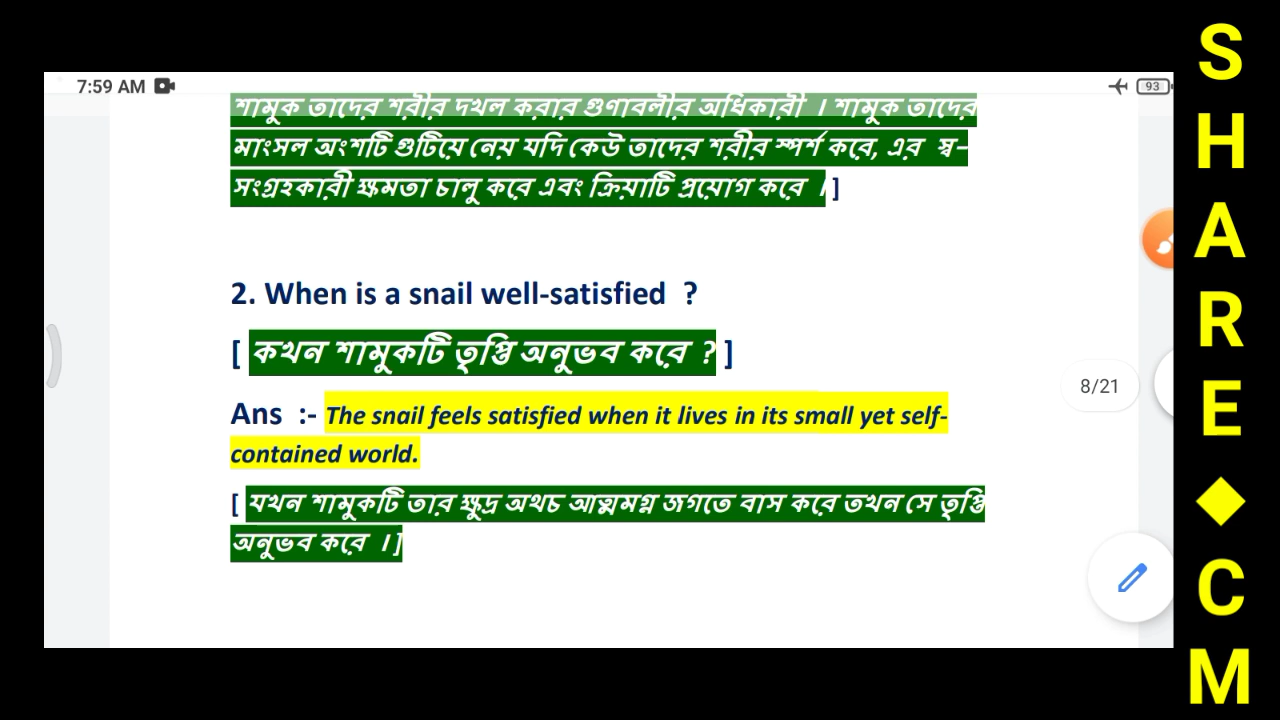 7:59 AM
93
শামুক তাদের শরীর দখল করার গুণাবলীর অধিকারী । শামুক তাদের
মাংসল অংশটি গুটিয়ে নেয় যদি কেউ তাদের শরীর স্পর্শ করে, এর স্ব-
সংগ্রহকারী ক্ষমতা চালু করে এবং ক্রিয়াটি প্রয়োগ করে । ]
2. When is a snail well-satisfied ?
[ কখন শামুকটি তৃপ্তি অনুভব করে ? ]
8/21
Ans :- The snail feels satisfied when it lives in its small yet self-
contained world.
[ যখন শামুকটি তার ক্ষুদ্র অথচ আত্মমগ্ন জগতে বাস করে তখন সে তৃপ্তি
অনুভব করে । ]
SHARE◆CM